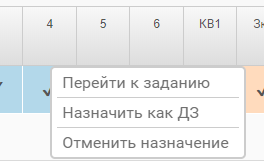 4 5 6 КВ1
Перейти к заданию
Назначить как ДЗ
Отменить назначение